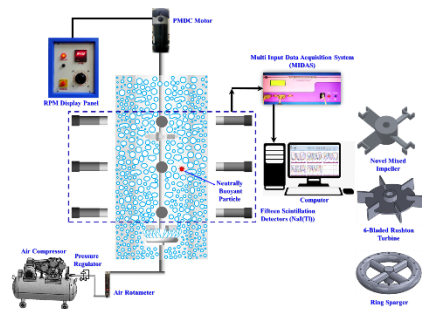 PMDC Motor
RPM Display Panel
Multi Input Data Acquisition System
(MIDAS)
Computer
Neutrally
Buoyant
Particle
Fifteen Scintillation
Detectors (NaI(Tl))
Novel Mixed
Impeller
6-Bladed Rushton
Turbine
Ring Sparger
Air Compressor
Pressure
Regulator
Air Rotameter